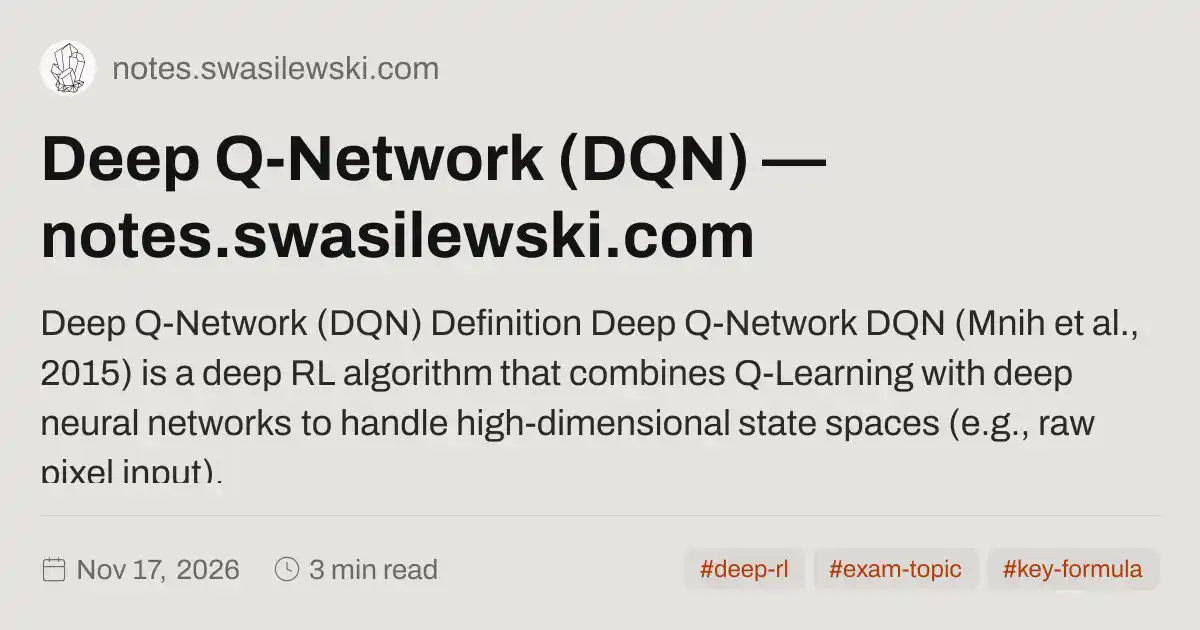 notes.swasilewski.com
Deep Q-Network (DQN) —
notes.swasilewski.com
Deep Q-Network (DQN) Definition Deep Q-Network DQN (Mnih et al.,
2015) is a deep RL algorithm that combines Q-Learning with deep
neural networks to handle high-dimensional state spaces (e.g., raw
pixel input).
Nov 17, 2026 3 min read #deep-rl #exam-topic #key-formula